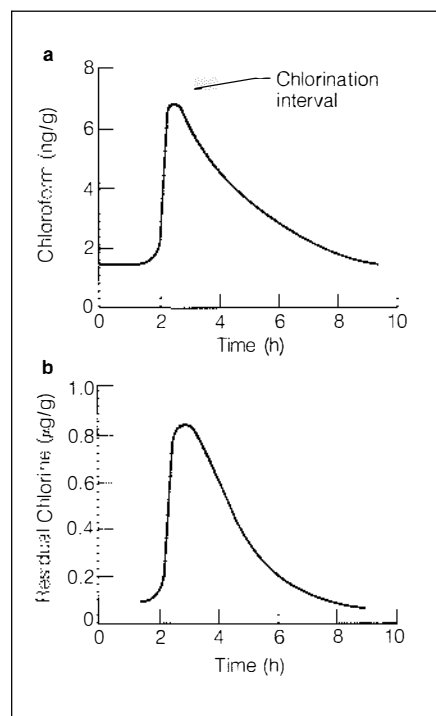 a
8
Chlorination
interval
6
Chloroform (ng/g)
4
2
0
0 2 4 6 8 10
Time (h)
b
1.0
0.8
Residual Chlorine (μg/g)
0.6
0.4
0.2
0
0 2 4 6 8 10
Time (h)